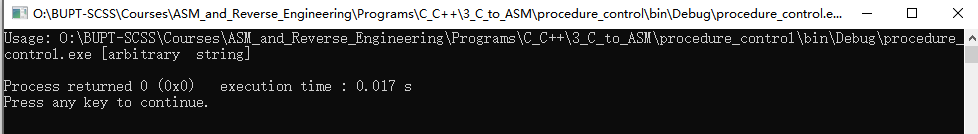 O:\BUPT-SCSS\Courses\ASM_and_Reverse_Engineering\Programs\C_C++\3_C_to_ASM\procedure_control\bin\Debug\procedure_control.e...
Usage: O:\BUPT-SCSS\Courses\ASM_and_Reverse_Engineering\Programs\C_C++\3_C_to_ASM\procedure_control\bin\Debug\procedure_
control.exe [arbitrary  string]
Process returned 0 (0x0)   execution time : 0.017 s
Press any key to continue.